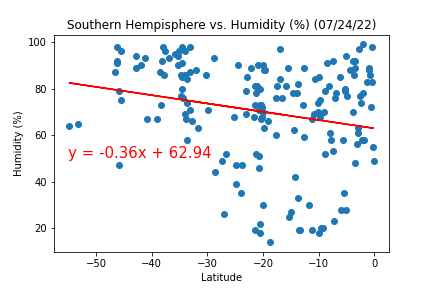 Southern Hempisphere vs. Humidity (%) (07/24/22)
100
80
60
40
20
Humidity (%)
y = -0.36x + 62.94
−50
−40
−30
−20
−10
0
Latitude